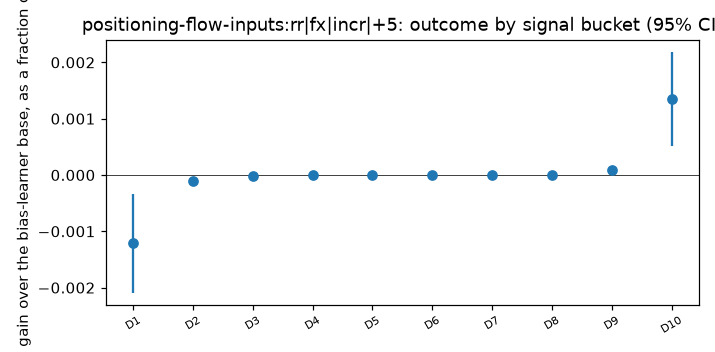 positioning-flow-inputs:rr|fx|incr|+5: outcome by signal bucket (95% CI
gain over the bias-learner base, as a fraction
0.002
0.001
0.000
−0.001
−0.002
D1
D2
D3
D4
D5
D6
D7
D8
D9
D10